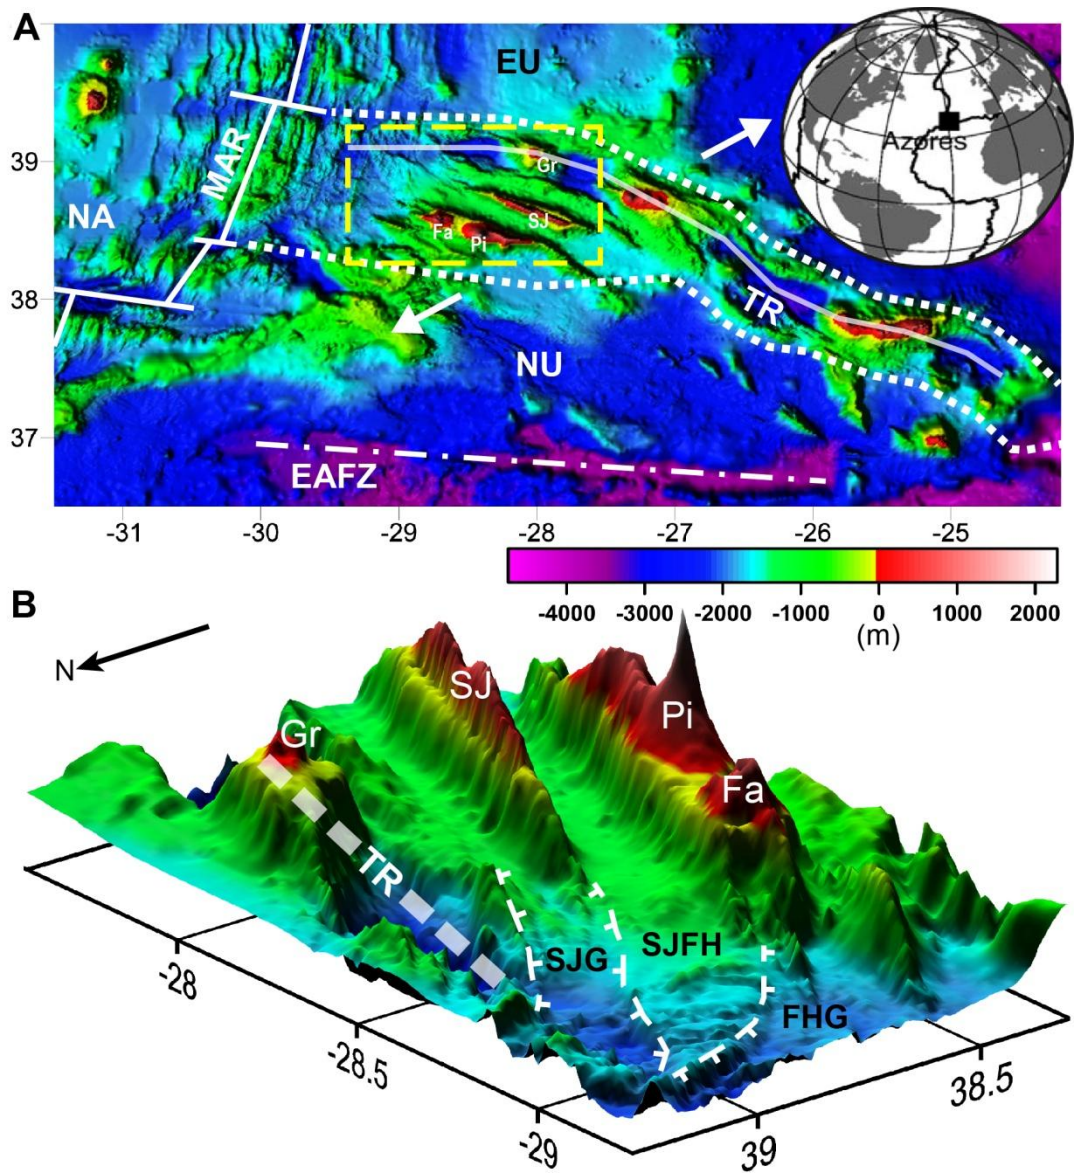 A
EU
39
MAR
Gr
Azores
NA
SJ
Fa
Pi
38
TR
NU
37
EAFZ
-31
-30
-29
-28
-27
-26
-25
-4000
-3000
-2000
-1000
0
1000
2000
(m)
B
N
SJ
Pi
Gr
Fa
TR
SJG
SJFH
FHG
-28
-28.5
-29
39
38.5